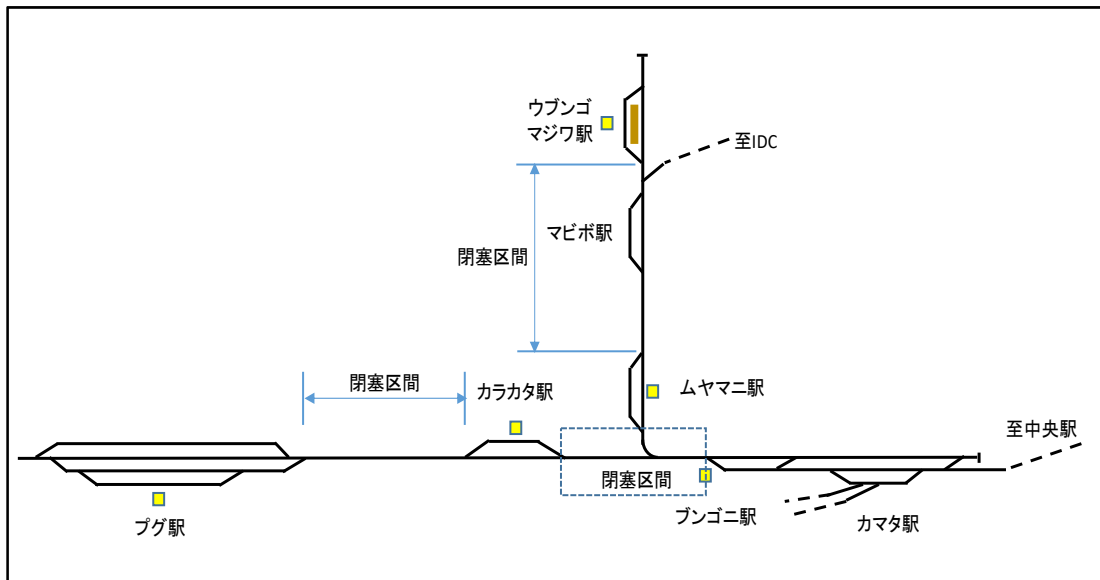 ウブンゴ
マジワ駅
至IDC
マビボ駅
閉塞区間
閉塞区間
カラカタ駅
ムヤマニ駅
至中央駅
閉塞区間
ブンゴニ駅
カマタ駅
プグ駅